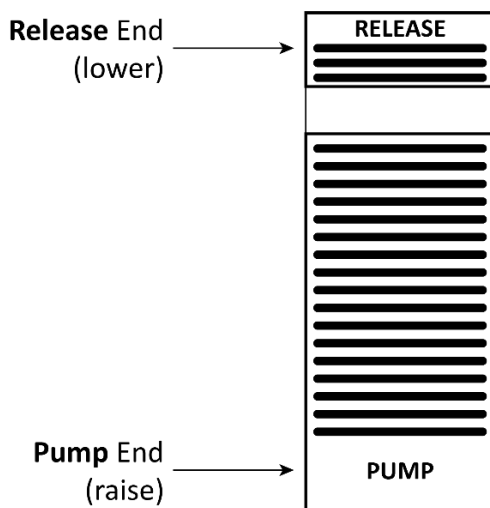 Release End
(lower)
RELEASE
Pump End
(raise)
PUMP